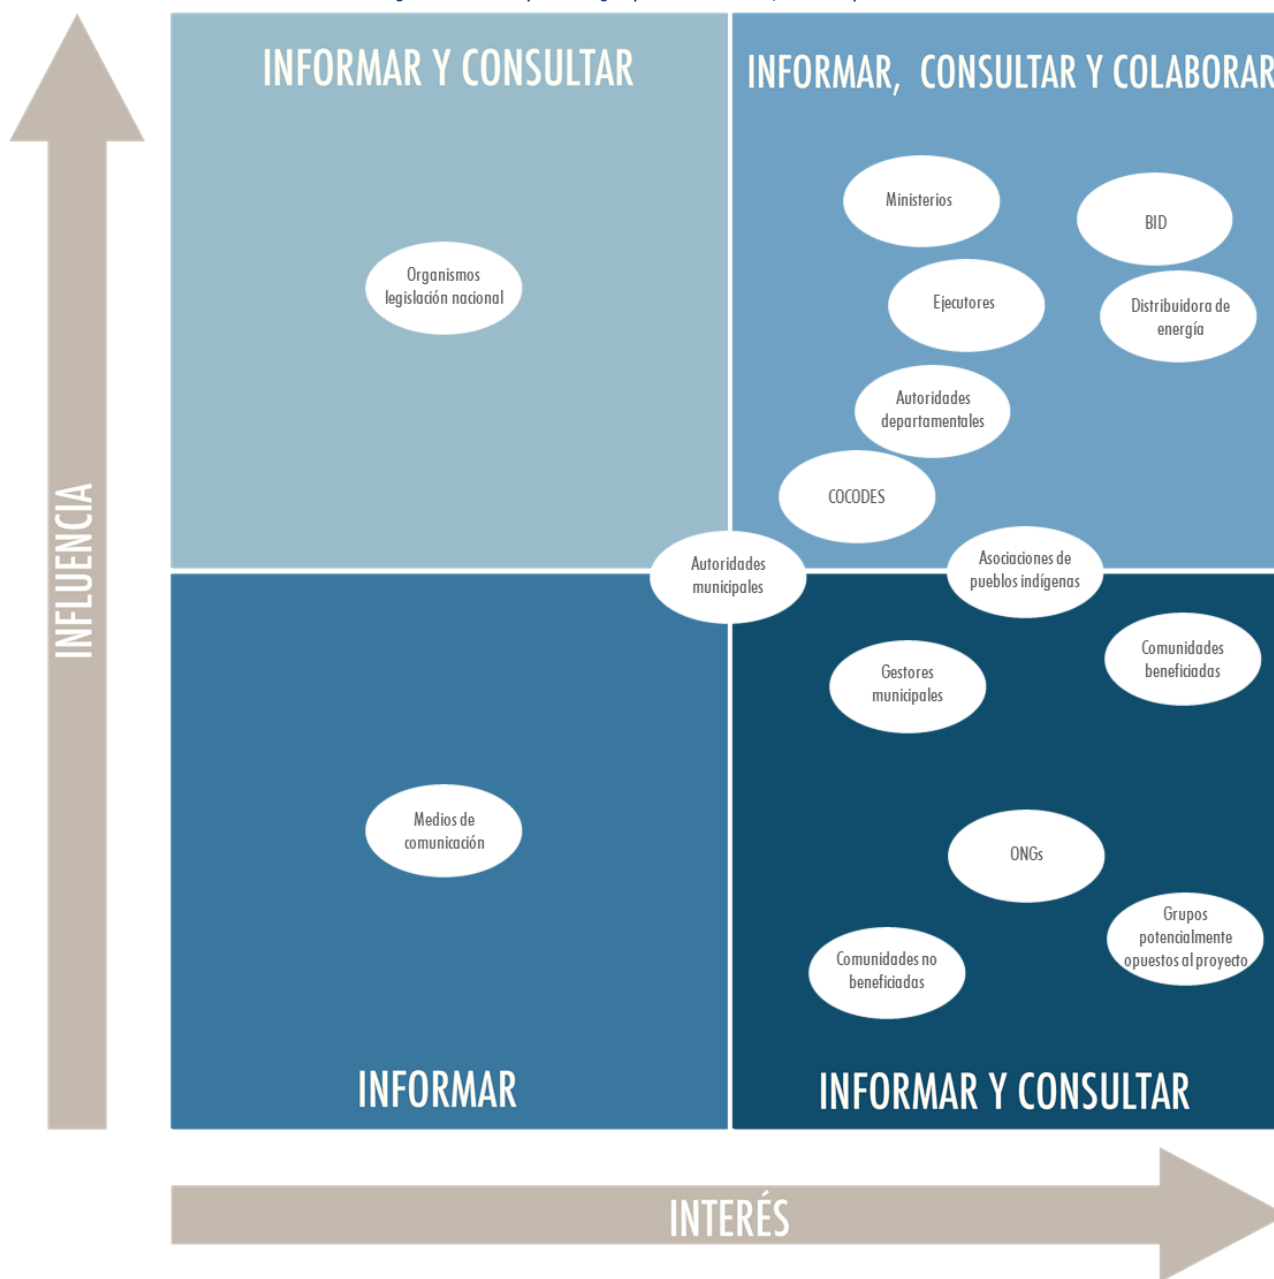 INFORMAR Y CONSULTAR
INFORMAR, CONSULTAR Y COLABORAR
Ministerios
BID
Organismos
legislación nacional
Ejecutores
Distribuidora de
energía
Autoridades
departamentales
COCODES
Autoridades
municipales
Asociaciones de
pueblos indígenas
Comunidades
beneficiadas
Gestores
municipales
Medios de
comunicación
ONGs
Grupos
potencialmente
opuestos al proyecto
Comunidades no
beneficiadas
INFORMAR
INFORMAR Y CONSULTAR
INFLUENCIA
INTERÉS